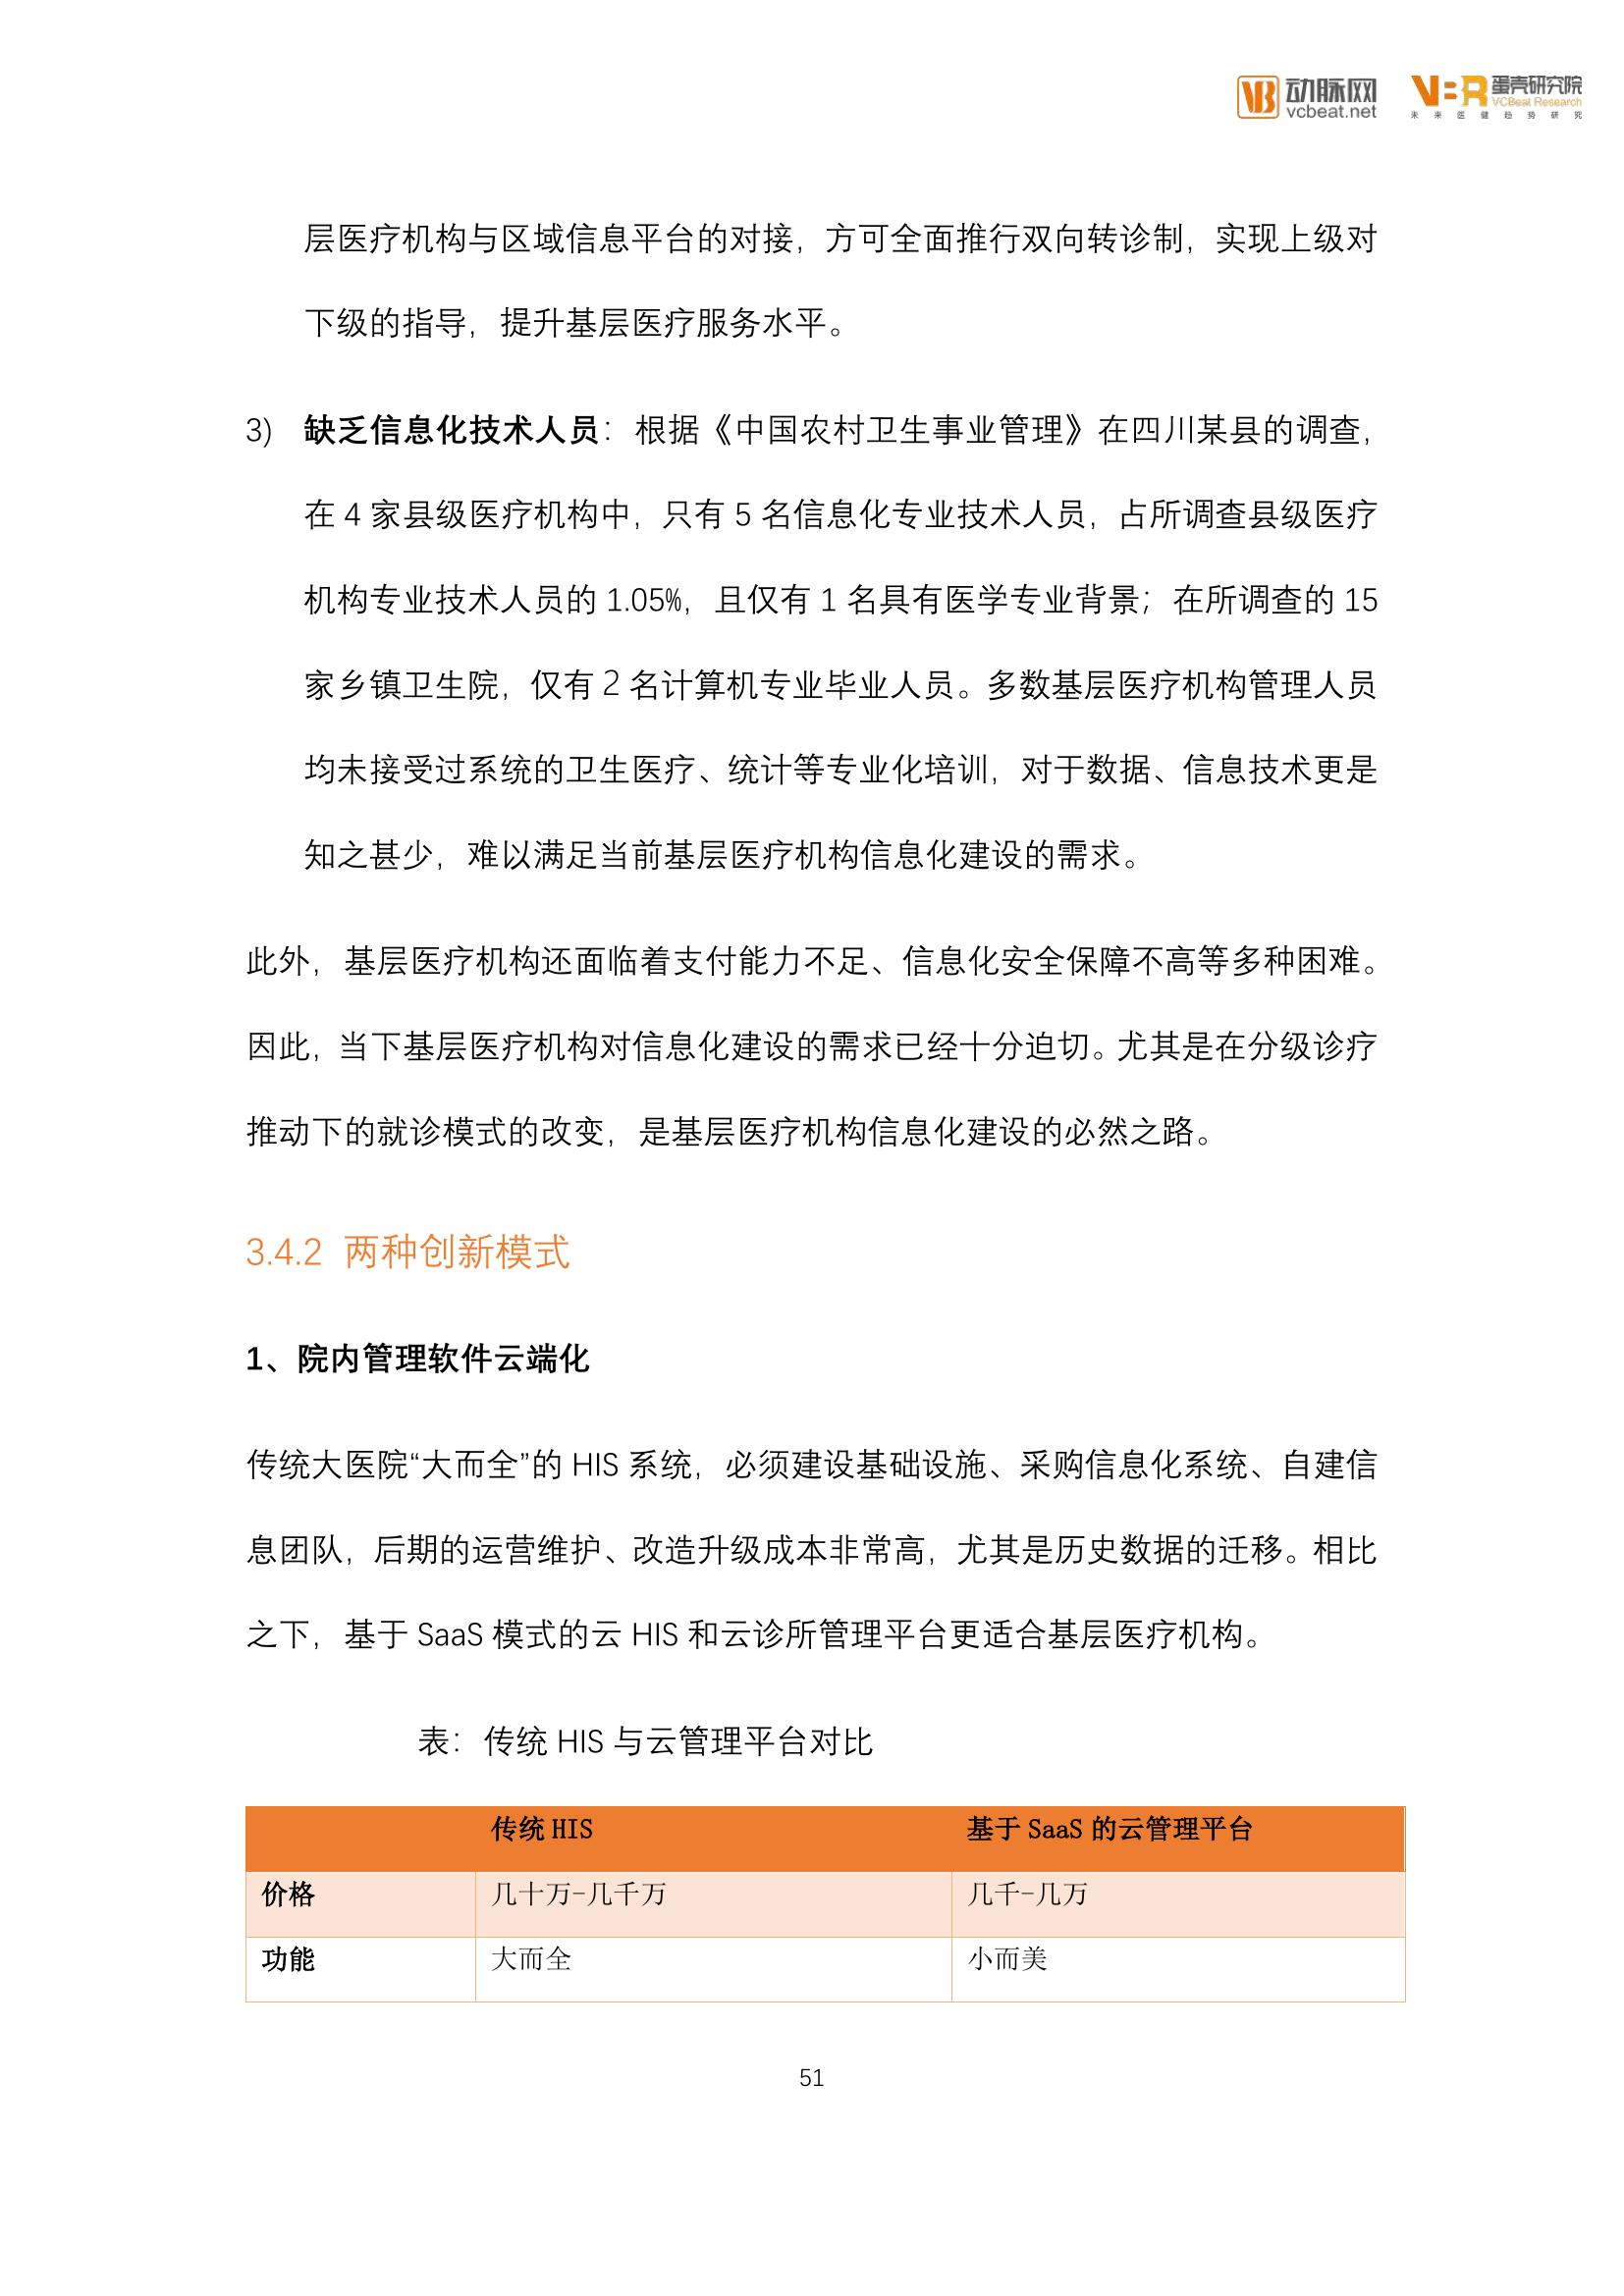 动脉网
vcbeat.net
VBR 蛋壳研究院
VCBeat Research
未来医健趋势研究
层医疗机构与区域信息平台的对接，方可全面推行双向转诊制，实现上级对
下级的指导，提升基层医疗服务水平。
3) 缺乏信息化技术人员：根据《中国农村卫生事业管理》在四川某县的调查，
在 4 家县级医疗机构中，只有 5 名信息化专业技术人员，占所调查县级医疗
机构专业技术人员的 1.05%，且仅有 1 名具有医学专业背景；在所调查的 15
家乡镇卫生院，仅有 2 名计算机专业毕业人员。多数基层医疗机构管理人员
均未接受过系统的卫生医疗、统计等专业化培训，对于数据、信息技术更是
知之甚少，难以满足当前基层医疗机构信息化建设的需求。
此外，基层医疗机构还面临着支付能力不足、信息化安全保障不高等多种困难。
因此，当下基层医疗机构对信息化建设的需求已经十分迫切。尤其是在分级诊疗
推动下的就诊模式的改变，是基层医疗机构信息化建设的必然之路。
3.4.2 两种创新模式
1、院内管理软件云端化
传统大医院“大而全”的 HIS 系统，必须建设基础设施、采购信息化系统、自建信
息团队，后期的运营维护、改造升级成本非常高，尤其是历史数据的迁移。相比
之下，基于 SaaS 模式的云 HIS 和云诊所管理平台更适合基层医疗机构。
表：传统 HIS 与云管理平台对比
传统 HIS 基于 SaaS 的云管理平台
价格 几十万-几千万 几千-几万
功能 大而全 小而美
51